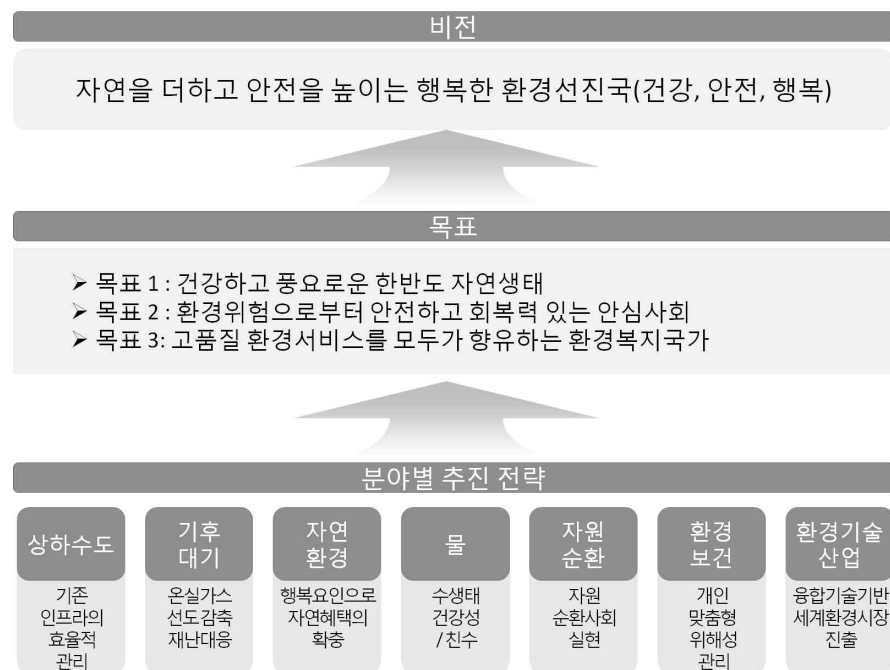 비전
자연을 더하고 안전을 높이는 행복한 환경선진국(건강, 안전, 행복)
목표
➢ 목표 1 : 건강하고 풍요로운 한반도 자연생태
➢ 목표 2 : 환경위험으로부터 안전하고 회복력 있는 안심사회
➢ 목표 3: 고품질 환경서비스를 모두가 향유하는 환경복지국가
분야별 추진 전략
상하수도
기존
인프라의
효율적
관리
기후
대기
온실가스
선도감축
재난대응
자연
환경
행복요인으로
자연혜택의
확충
물
수생태
건강성
/친수
자원
순환
자원
순환사회
실현
환경
보건
개인
맞춤형
위해성
관리
환경기술
산업
융합기술기반
세계환경시장
진출